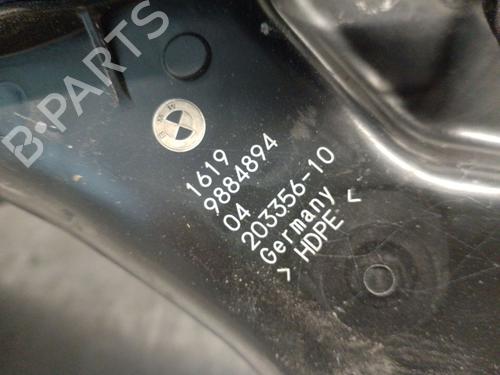 B-PARTS
BMW
1619
9884894
04
203356-10
Germany
> HDPE <